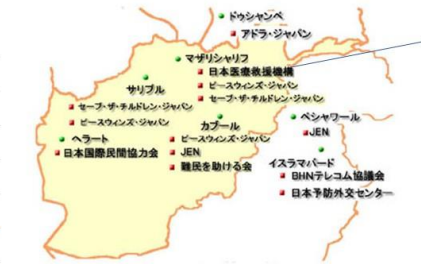 ドゥシャンベ
アドラ・ジャパン
マザリシャリフ
日本医療救援機構
ピースウィンズ・ジャパン
セーブ・ザ・チルドレン・ジャパン
サリプル
セーブ・ザ・チルドレン・ジャパン
ピースウィンズ・ジャパン
ヘラート
日本国際民間協力会
カブール
ピースウィンズ・ジャパン
JEN
難民を助ける会
ペシャワール
JEN
イスラマバード
BHNテレコム協議会
日本予防外交センター